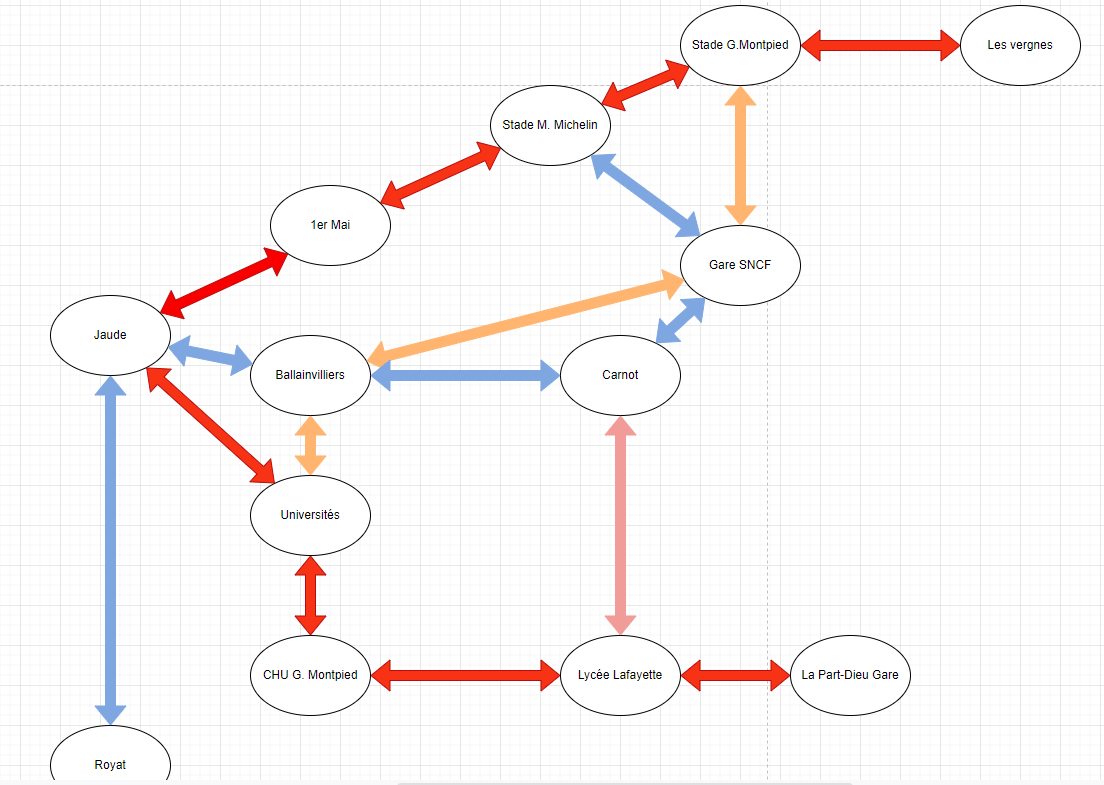 Stade G.Montpied
Les vergnes
Stade M. Michelin
1er Mai
Gare SNCF
Jaude
Ballainvilliers
Carnot
Universités
CHU G. Montpied
Lycée Lafayette
La Part-Dieu Gare
Royat